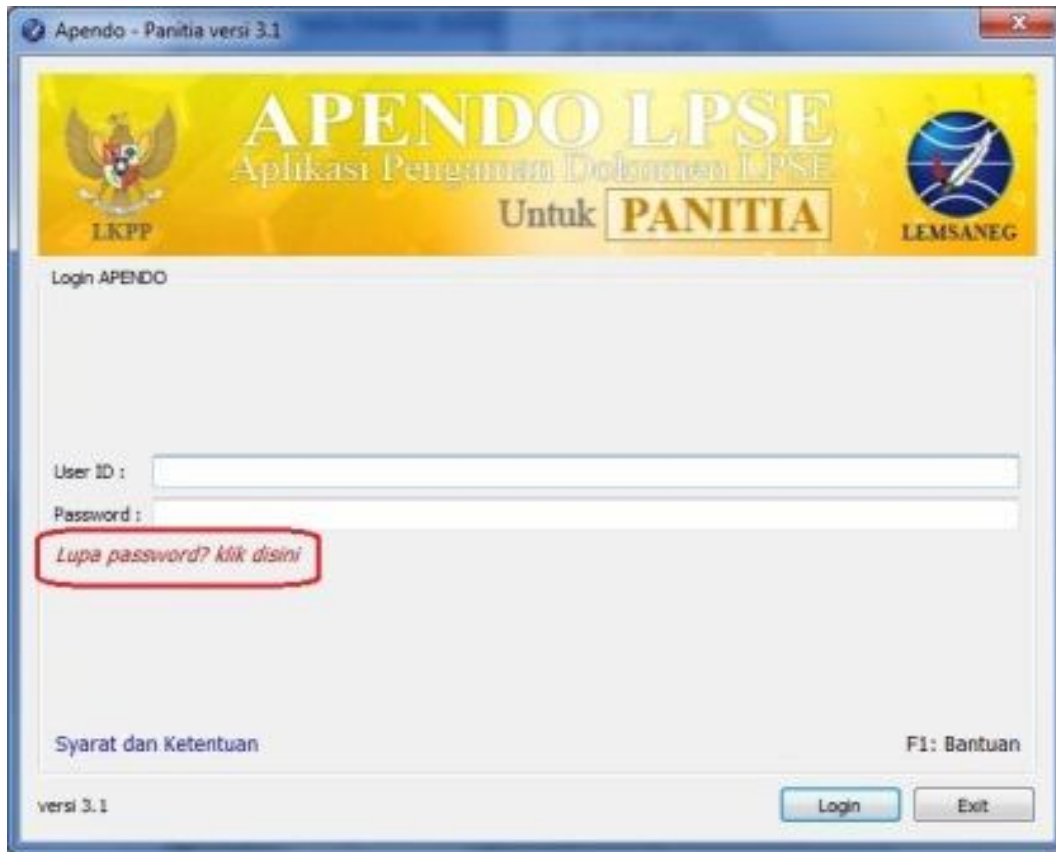 Apendo - Panitia versi 3.1
APENDO LPSE
Aplikasi Pengaman Dokumen LPSE
Untuk PANITIA
LKPP
LEMSANEG
Login APENDO
User ID :
Password :
Lupa password? klik disini
Syarat dan Ketentuan
F1: Bantuan
versi 3.1
Login
Exit